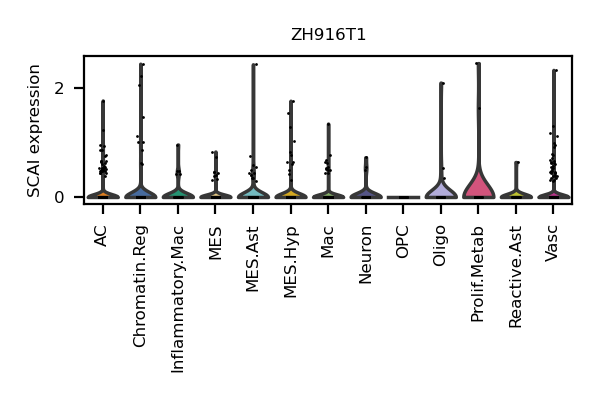 ZH916T1
SCAI expression
2
0
AC
Chromatin.Reg
Inflammatory.Mac
MES
MES.Ast
MES.Hyp
Mac
Neuron
OPC
Oligo
Prolif.Metab
Reactive.Ast
Vasc